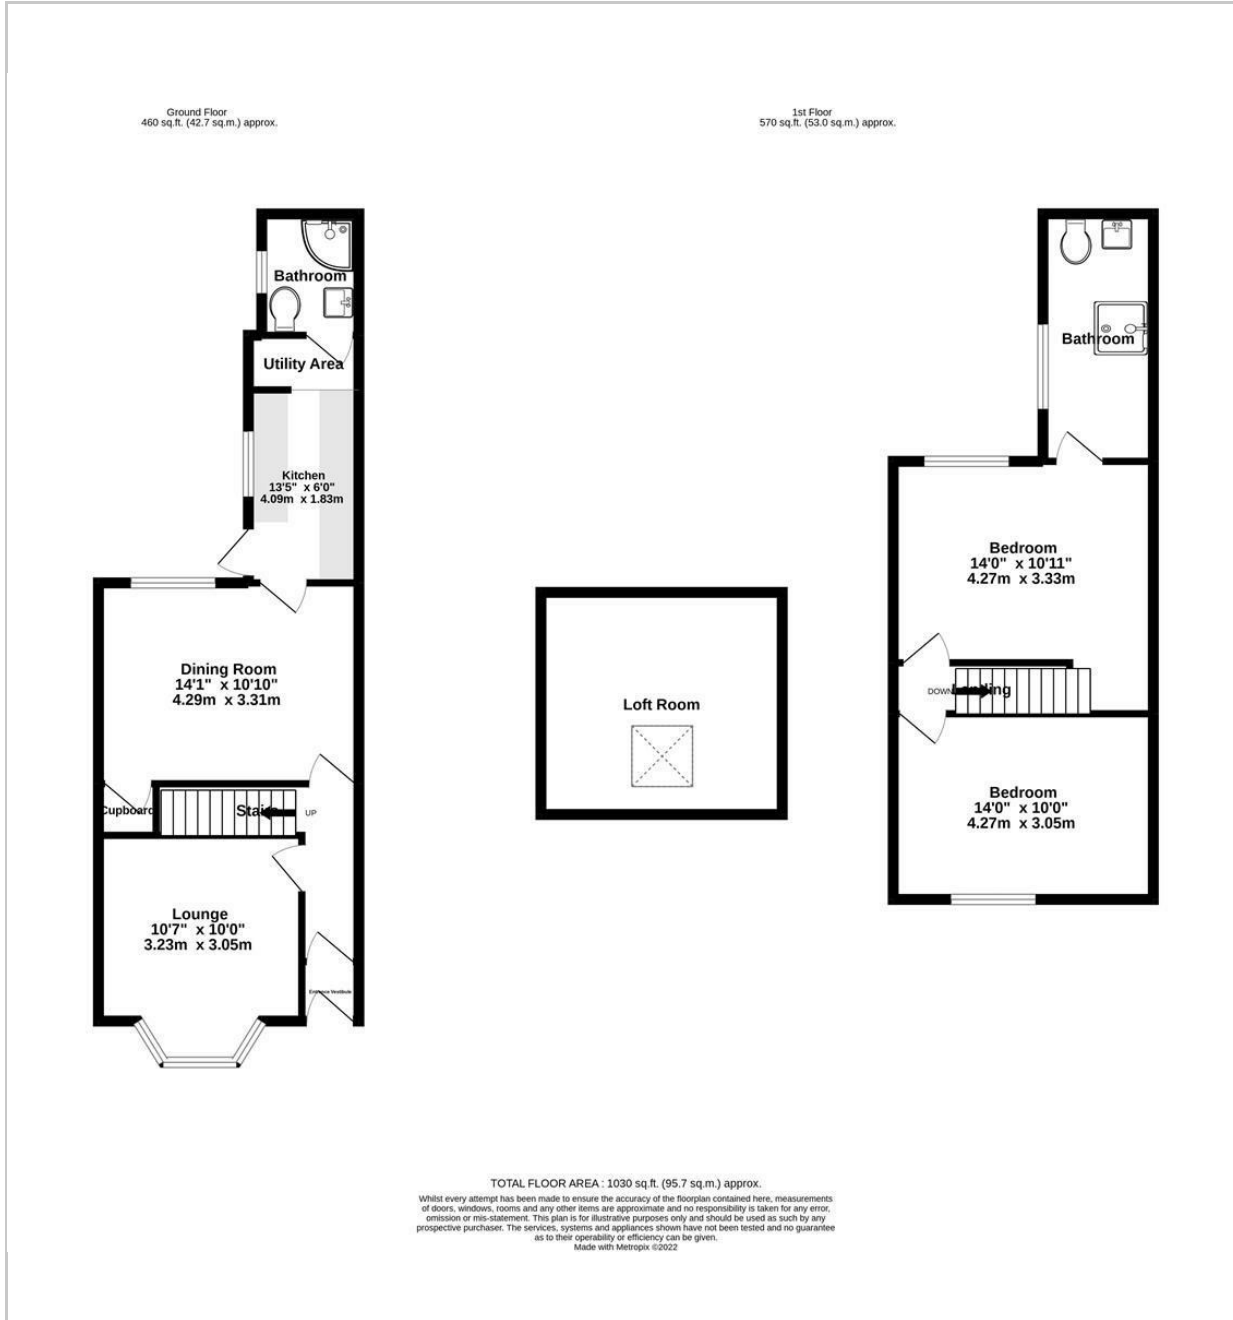 Ground Floor
460 sq.ft. (42.7 sq.m.) approx.
1st Floor
570 sq.ft. (53.0 sq.m.) approx.
Bathroom
Utility Area
Kitchen
13'5" x 6'0"
4.09m x 1.83m
Dining Room
14'1" x 10'10"
4.29m x 3.31m
Cupboard
Stairs
UP
Lounge
10'7" x 10'0"
3.23m x 3.05m
Entrance Vestibule
Loft Room
Bathroom
Bedroom
14'0" x 10'11"
4.27m x 3.33m
DOWN
Landing
Bedroom
14'0" x 10'0"
4.27m x 3.05m
TOTAL FLOOR AREA : 1030 sq.ft. (95.7 sq.m.) approx.
Whilst every attempt has been made to ensure the accuracy of the floorplan contained here, measurements
of doors, windows, rooms and any other items are approximate and no responsibility is taken for any error,
omission or mis-statement. This plan is for illustrative purposes only and should be used as such by any
prospective purchaser. The services, systems and appliances shown have not been tested and no guarantee
as to their operability or efficiency can be given.
Made with Metropix ©2022